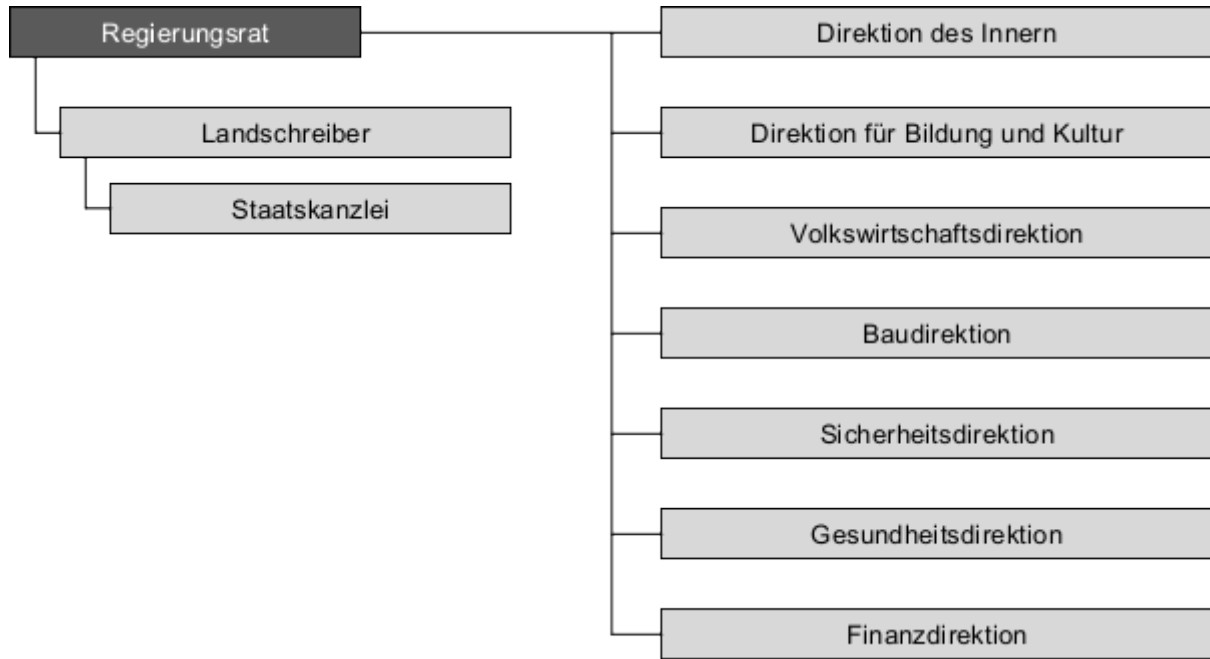 Regierungsrat
Landschreiber
Staatskanzlei
Direktion des Innern
Direktion für Bildung und Kultur
Volkswirtschaftsdirektion
Baudirektion
Sicherheitsdirektion
Gesundheitsdirektion
Finanzdirektion